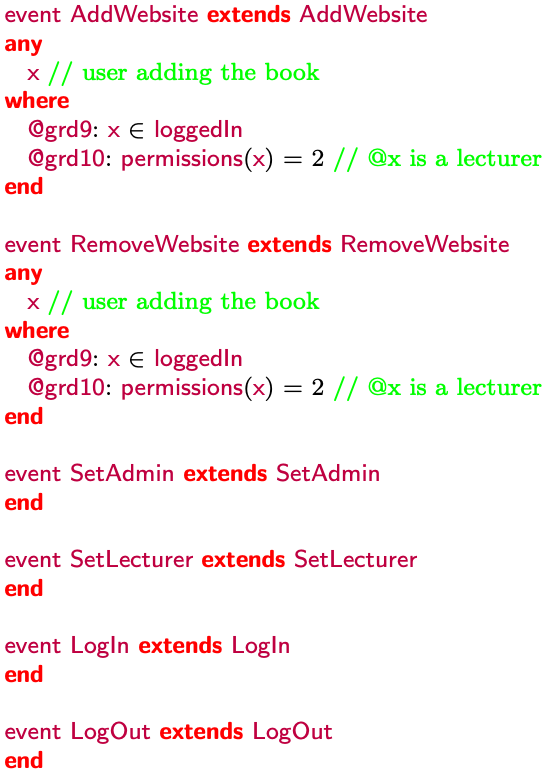 event AddWebsite extends AddWebsite
any
x // user adding the book
where
@grd9: x ∈ loggedIn
@grd10: permissions(x) = 2 // @x is a lecturer
end
event RemoveWebsite extends RemoveWebsite
any
x // user adding the book
where
@grd9: x ∈ loggedIn
@grd10: permissions(x) = 2 // @x is a lecturer
end
event SetAdmin extends SetAdmin
end
event SetLecturer extends SetLecturer
end
event LogIn extends LogIn
end
event LogOut extends LogOut
end